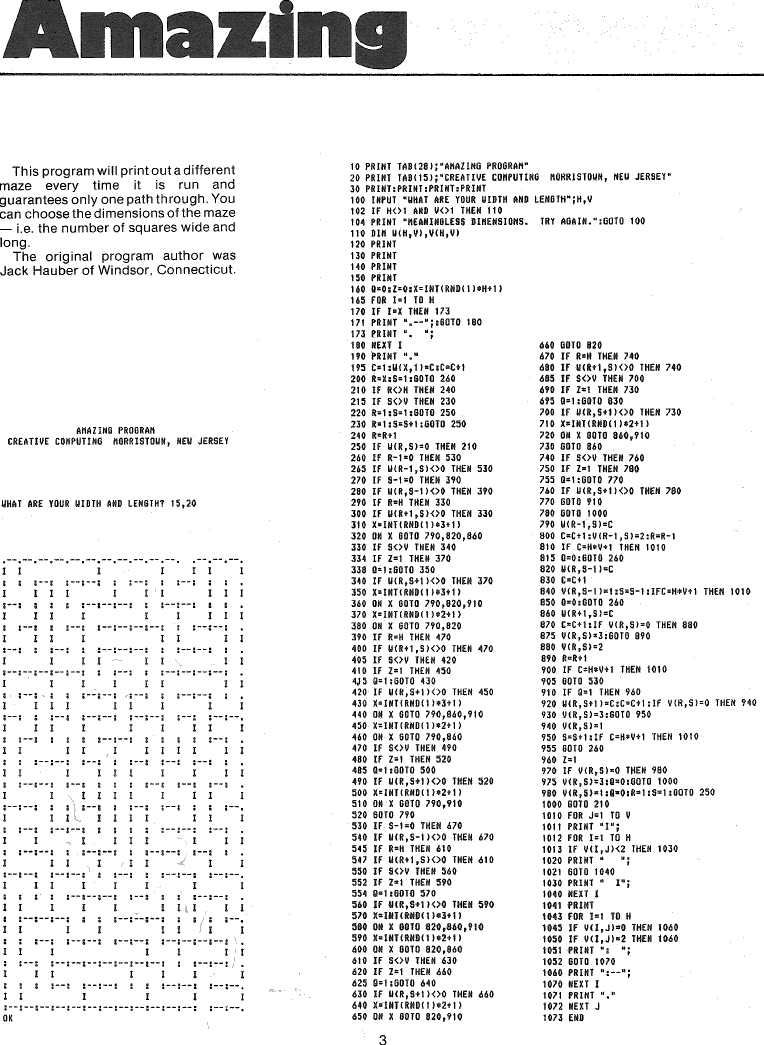 Amazing
This program will print out a different
maze every time it is run and
guarantees only one path through. You
can choose the dimensions of the maze
— i.e. the number of squares wide and
long.
The original program author was
Jack Hauber of Windsor, Connecticut.
AMAZING PROGRAM
CREATIVE COMPUTING MORRISTOWN, NEW JERSEY
WHAT ARE YOUR WIDTH AND LENGTH? 15,20
OK
10 PRINT TAB(28);"AMAZING PROGRAM"
20 PRINT TAB(15);"CREATIVE COMPUTING  MORRISTOWN, NEW JERSEY"
30 PRINT:PRINT:PRINT:PRINT
100 INPUT "WHAT ARE YOUR WIDTH AND LENGTH";H,V
102 IF H<>1 AND V<>1 THEN 110
104 PRINT "MEANINGLESS DIMENSIONS.  TRY AGAIN.":GOTO 100
110 DIM W(H,V),V(H,V)
120 PRINT
130 PRINT
140 PRINT
150 PRINT
160 Q=0:Z=0:X=INT(RND(1)*H+1)
165 FOR I=1 TO H
170 IF I=X THEN 173
171 PRINT ".--";:GOTO 180
173 PRINT ".  ";
180 NEXT I
190 PRINT "."
195 C=1:W(X,1)=C:C=C+1
200 R=X:S=1:GOTO 260
210 IF R<>H THEN 240
215 IF S<>V THEN 230
220 R=1:S=1:GOTO 250
230 R=1:S=S+1:GOTO 250
240 R=R+1
250 IF W(R,S)=0 THEN 210
260 IF R-1=0 THEN 530
265 IF W(R-1,S)<>0 THEN 530
270 IF S-1=0 THEN 390
280 IF W(R,S-1)<>0 THEN 390
290 IF R=H THEN 330
300 IF W(R+1,S)<>0 THEN 330
310 X=INT(RND(1)*3+1)
320 ON X GOTO 790,820,860
330 IF S<>V THEN 340
334 IF Z=1 THEN 370
338 Q=1:GOTO 350
340 IF W(R,S+1)<>0 THEN 370
350 X=INT(RND(1)*3+1)
360 ON X GOTO 790,820,910
370 X=INT(RND(1)*2+1)
380 ON X GOTO 790,820
390 IF R=H THEN 470
400 IF W(R+1,S)<>0 THEN 470
405 IF S<>V THEN 420
410 IF Z=1 THEN 450
415 Q=1:GOTO 430
420 IF W(R,S+1)<>0 THEN 450
430 X=INT(RND(1)*3+1)
440 ON X GOTO 790,860,910
450 X=INT(RND(1)*2+1)
460 ON X GOTO 790,860
470 IF S<>V THEN 490
480 IF Z=1 THEN 520
485 Q=1:GOTO 500
490 IF W(R,S+1)<>0 THEN 520
500 X=INT(RND(1)*2+1)
510 ON X GOTO 790,910
520 GOTO 790
530 IF S-1=0 THEN 670
540 IF W(R,S-1)<>0 THEN 670
545 IF R=H THEN 610
547 IF W(R+1,S)<>0 THEN 610
550 IF S<>V THEN 560
552 IF Z=1 THEN 590
554 Q=1:GOTO 570
560 IF W(R,S+1)<>0 THEN 590
570 X=INT(RND(1)*3+1)
580 ON X GOTO 820,860,910
590 X=INT(RND(1)*2+1)
600 ON X GOTO 820,860
610 IF S<>V THEN 630
620 IF Z=1 THEN 660
625 Q=1:GOTO 640
630 IF W(R,S+1)<>0 THEN 660
640 X=INT(RND(1)*2+1)
650 ON X GOTO 820,910
660 GOTO 820
670 IF R=H THEN 740
680 IF W(R+1,S)<>0 THEN 740
685 IF S<>V THEN 700
690 IF Z=1 THEN 730
695 Q=1:GOTO 830
700 IF W(R,S+1)<>0 THEN 730
710 X=INT(RND(1)*2+1)
720 ON X GOTO 860,910
730 GOTO 860
740 IF S<>V THEN 760
750 IF Z=1 THEN 780
755 Q=1:GOTO 770
760 IF W(R,S+1)<>0 THEN 780
770 GOTO 910
780 GOTO 1000
790 W(R-1,S)=C
800 C=C+1:V(R-1,S)=2:R=R-1
810 IF C=H*V+1 THEN 1010
815 Q=0:GOTO 260
820 W(R,S-1)=C
830 C=C+1
840 V(R,S-1)=1:S=S-1:IFC=H*V+1 THEN 1010
850 Q=0:GOTO 260
860 W(R+1,S)=C
870 C=C+1:IF V(R,S)=0 THEN 880
875 V(R,S)=3:GOTO 890
880 V(R,S)=2
890 R=R+1
900 IF C=H*V+1 THEN 1010
905 GOTO 530
910 IF Q=1 THEN 960
920 W(R,S+1)=C:C=C+1:IF V(R,S)=0 THEN 940
930 V(R,S)=3:GOTO 950
940 V(R,S)=1
950 S=S+1:IF C=H*V+1 THEN 1010
955 GOTO 260
960 Z=1
970 IF V(R,S)=0 THEN 980
975 V(R,S)=3:Q=0:GOTO 1000
980 V(R,S)=1:Q=0:R=1:S=1:GOTO 250
1000 GOTO 210
1010 FOR J=1 TO V
1011 PRINT "I";
1012 FOR I=1 TO H
1013 IF V(I,J)<2 THEN 1030
1020 PRINT "   ";
1021 GOTO 1040
1030 PRINT "  I";
1040 NEXT I
1041 PRINT
1043 FOR I=1 TO H
1045 IF V(I,J)=0 THEN 1060
1050 IF V(I,J)=2 THEN 1060
1051 PRINT ":  ";
1052 GOTO 1070
1060 PRINT ":--";
1070 NEXT I
1071 PRINT "."
1072 NEXT J
1073 END
3